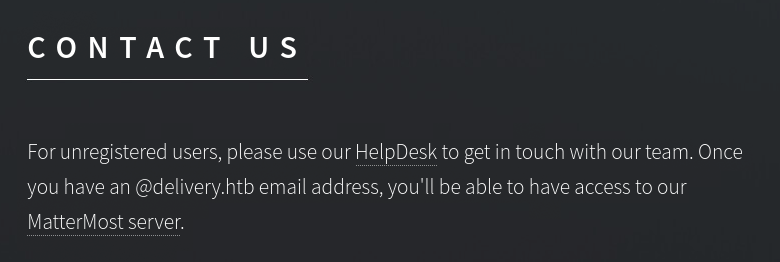 CONTACT US
For unregistered users, please use our HelpDesk to get in touch with our team. Once
you have an @delivery.htb email address, you'll be able to have access to our
MatterMost server.